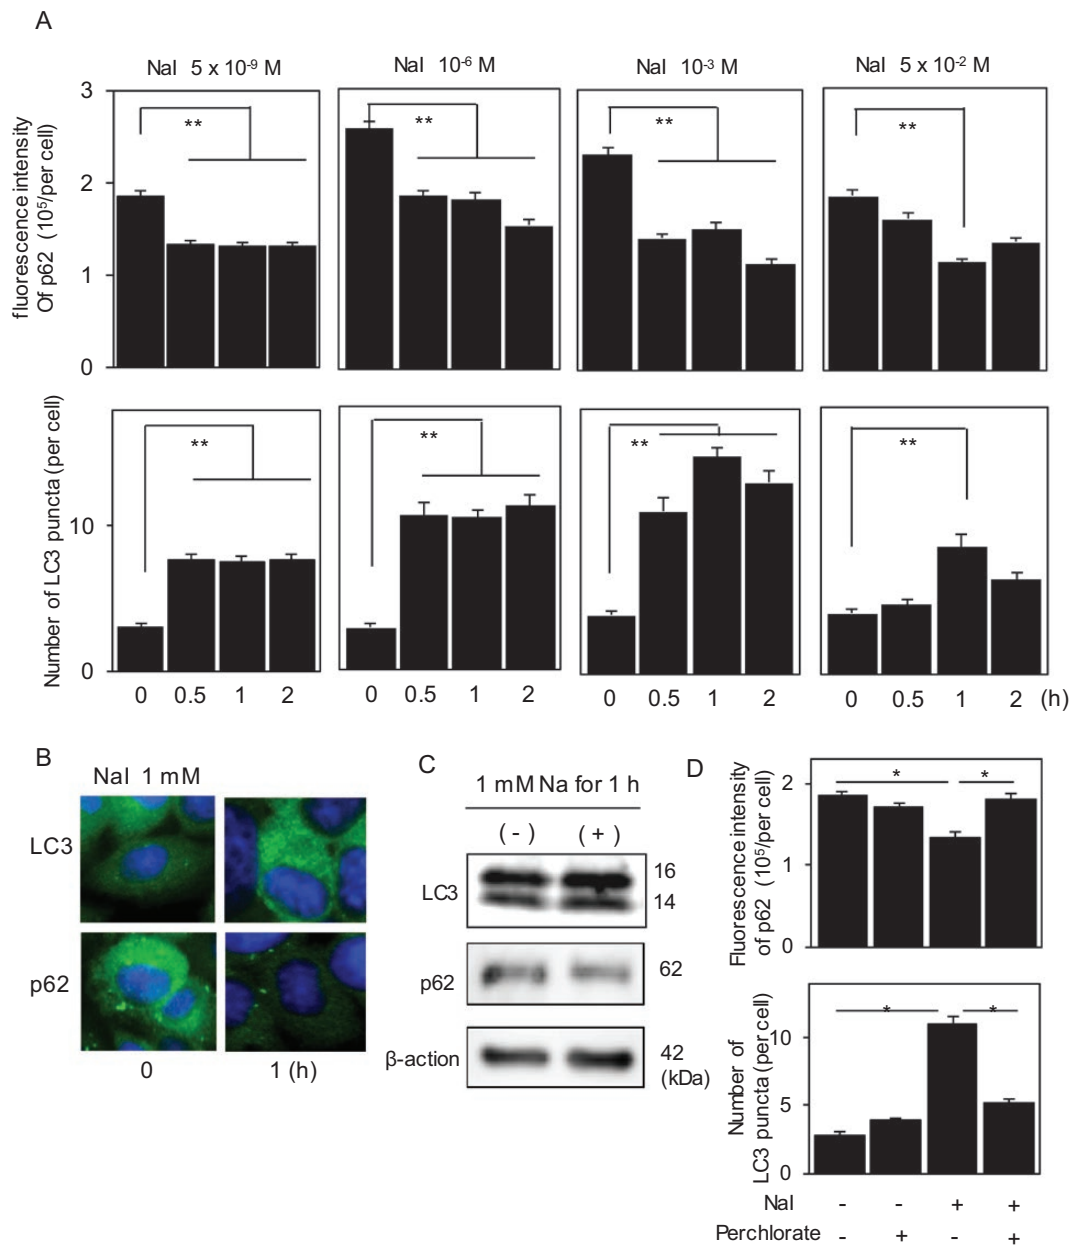 A
NaI 5 x 10⁻⁹ M
NaI 10⁻⁶ M
NaI 10⁻³ M
NaI 5 x 10⁻² M
fluorescence intensity
Of p62 (10⁵/per cell)
3
2
1
0
**
**
**
**
Number of LC3 puncta (per cell)
10
0
**
**
**
**
0 0.5 1 2
0 0.5 1 2
0 0.5 1 2
0 0.5 1 2 (h)
B
NaI 1 mM
LC3
p62
0
1 (h)
C
1 mM Na for 1 h
( - ) ( + )
LC3
16
14
p62
62
β-action
42
(kDa)
D
Fluorescence intensity
of p62 (10⁵/per cell)
2
1
0
* *
Number of
LC3 puncta (per cell)
10
5
0
* *
NaI - - + +
Perchlorate - + - +